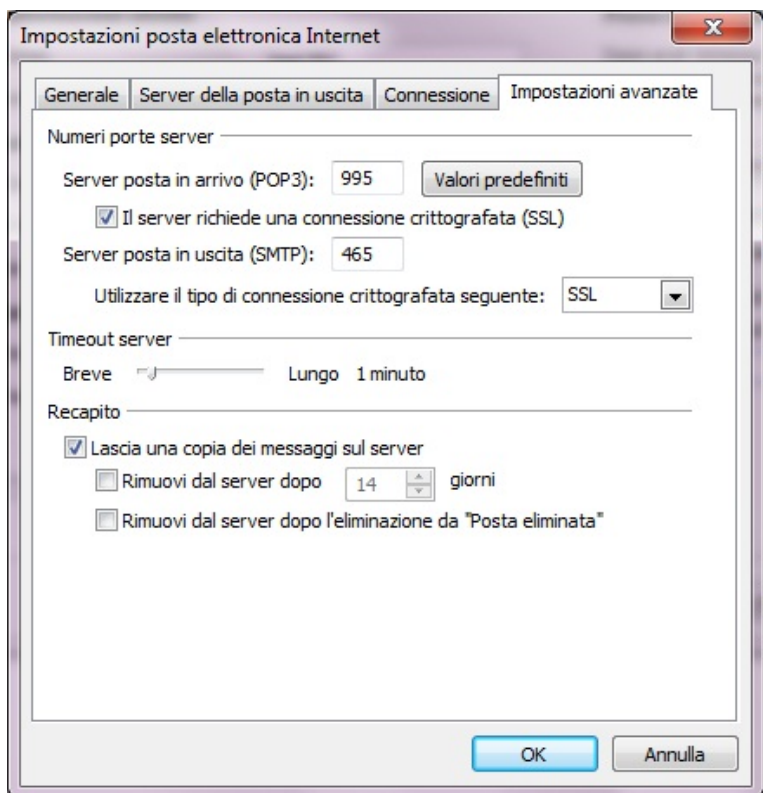 Impostazioni posta elettronica Internet
Generale Server della posta in uscita Connessione Impostazioni avanzate
Numeri porte server
Server posta in arrivo (POP3): 995 Valori predefiniti
Il server richiede una connessione crittografata (SSL)
Server posta in uscita (SMTP): 465
Utilizzare il tipo di connessione crittografata seguente: SSL
Timeout server
Breve Lungo 1 minuto
Recapito
Lascia una copia dei messaggi sul server
Rimuovi dal server dopo 14 giorni
Rimuovi dal server dopo l'eliminazione da "Posta eliminata"
OK Annulla